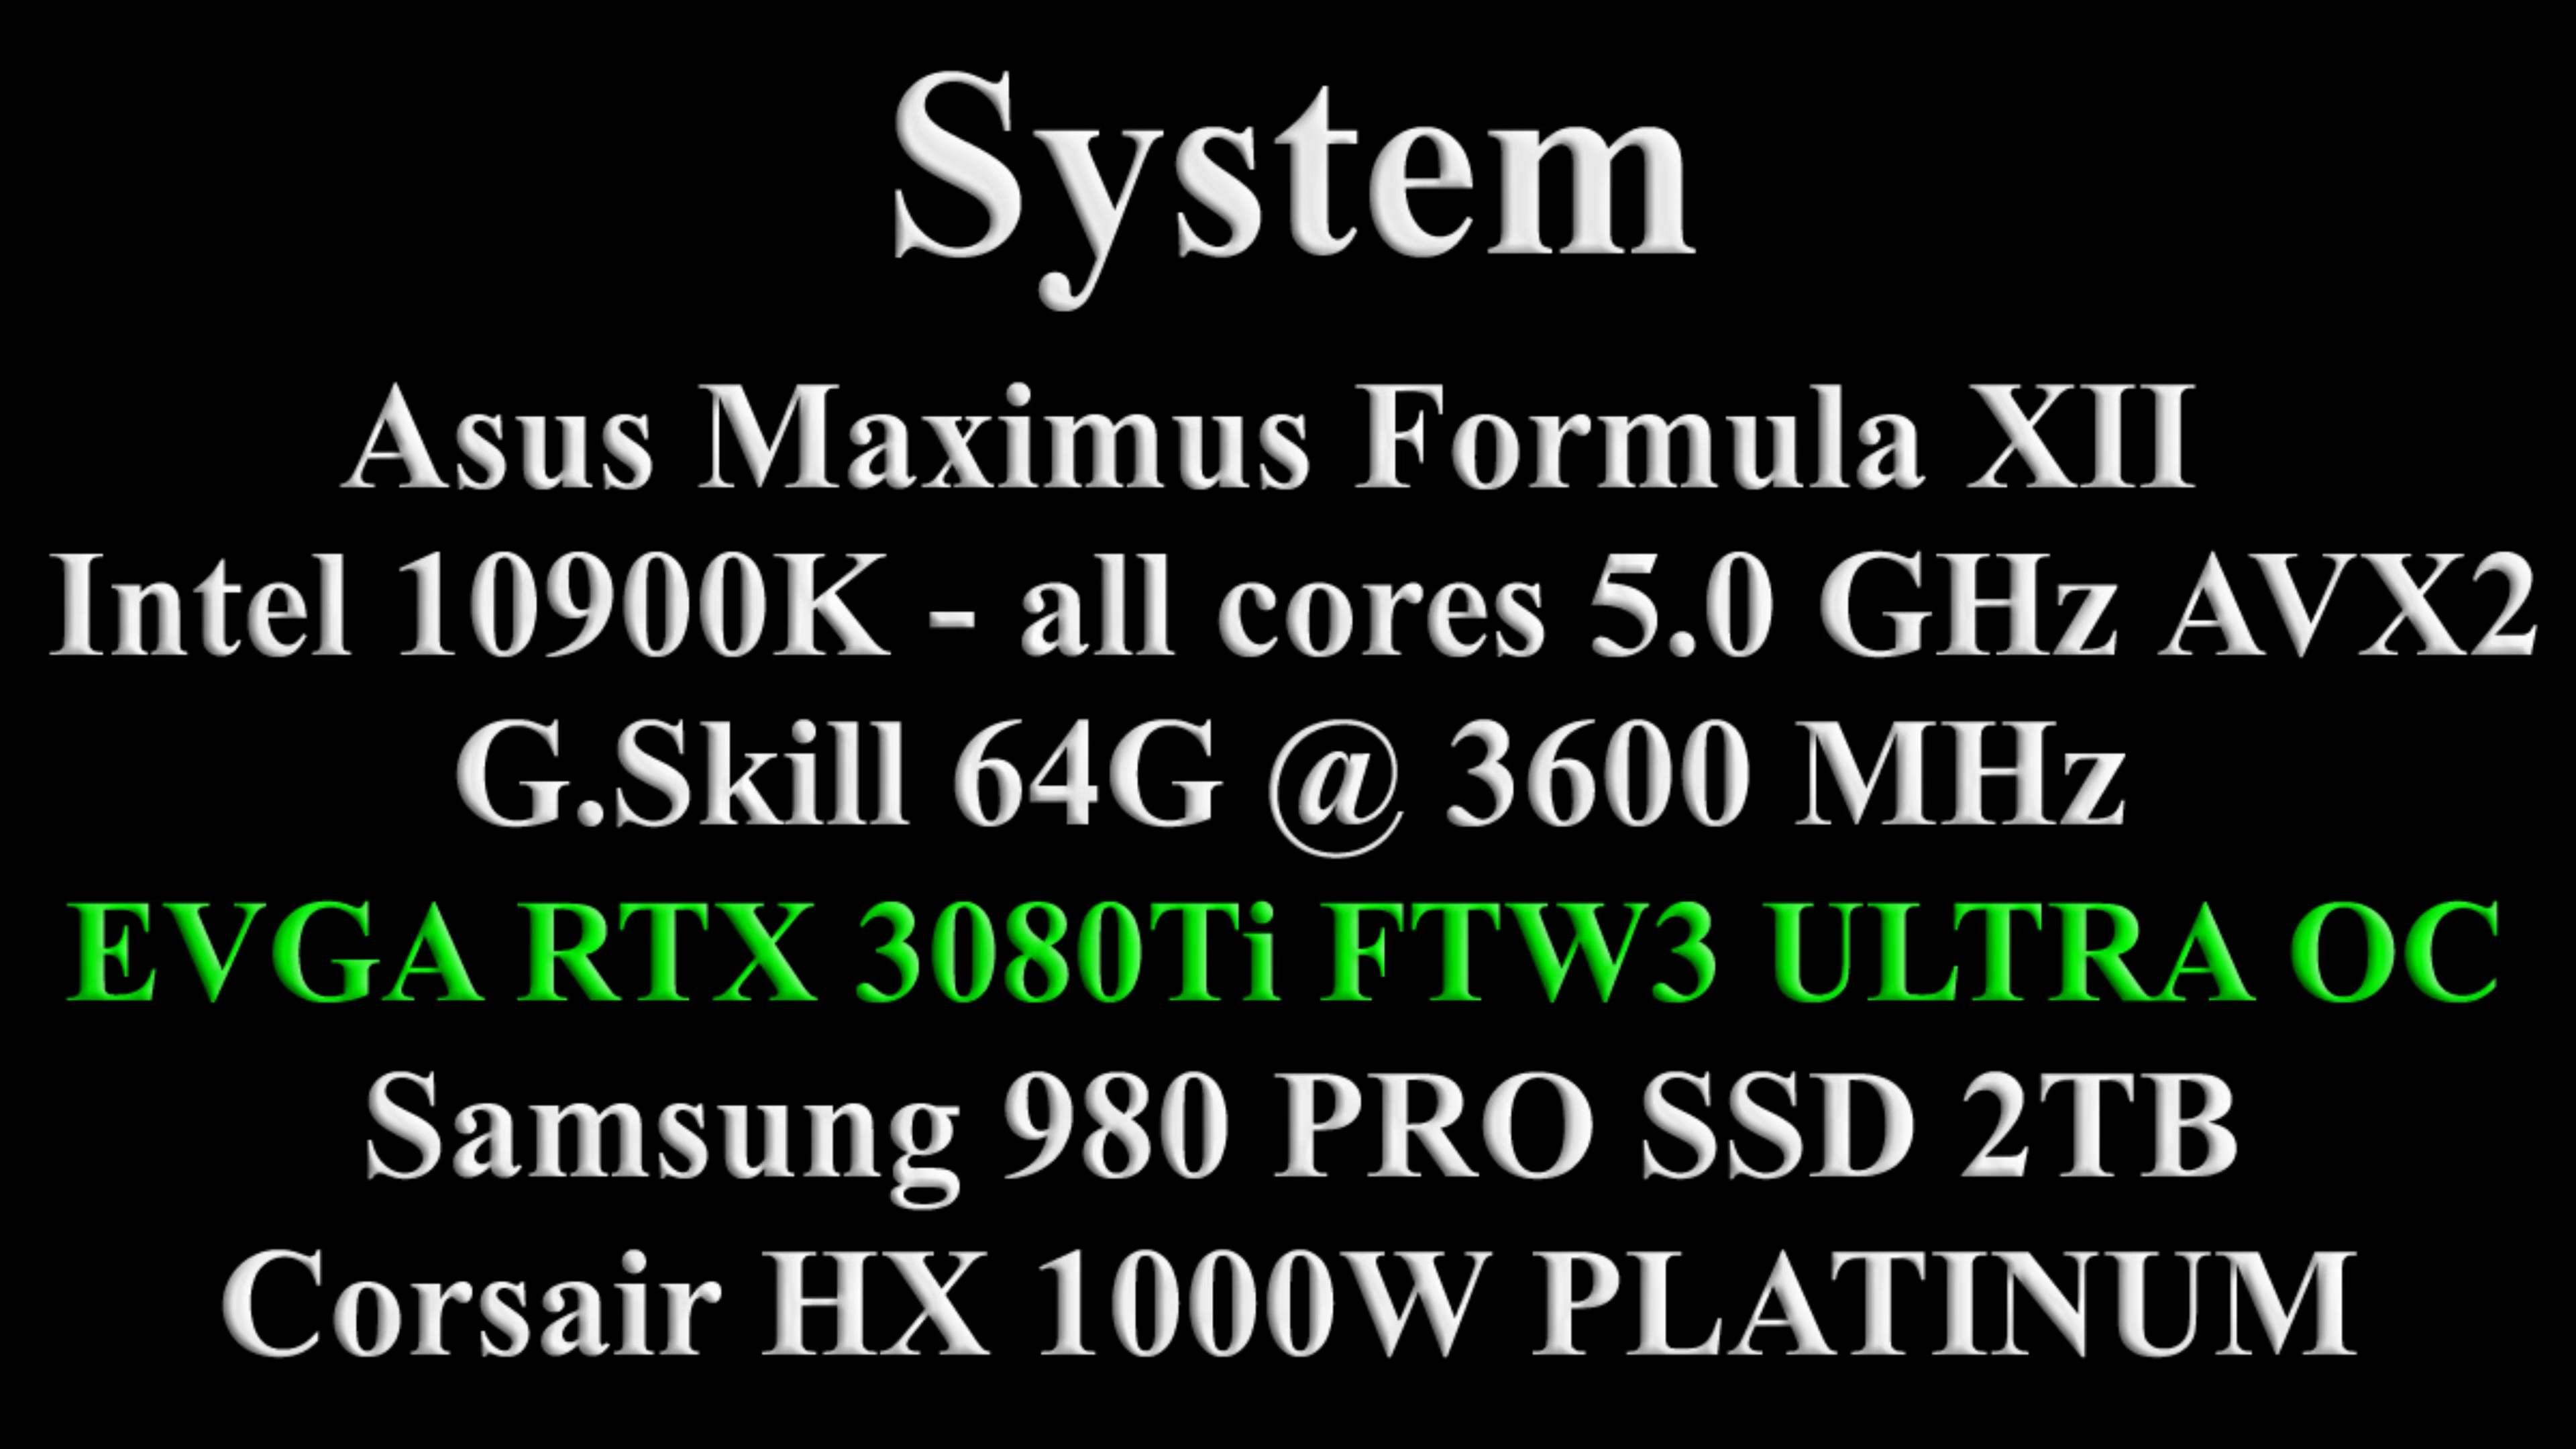 System
Asus Maximus Formula XII
Intel 10900K - all cores 5.0 GHz AVX2
G.Skill 64G @ 3600 MHz
EVGA RTX 3080Ti FTW3 ULTRA OC
Samsung 980 PRO SSD 2TB
Corsair HX 1000W PLATINUM